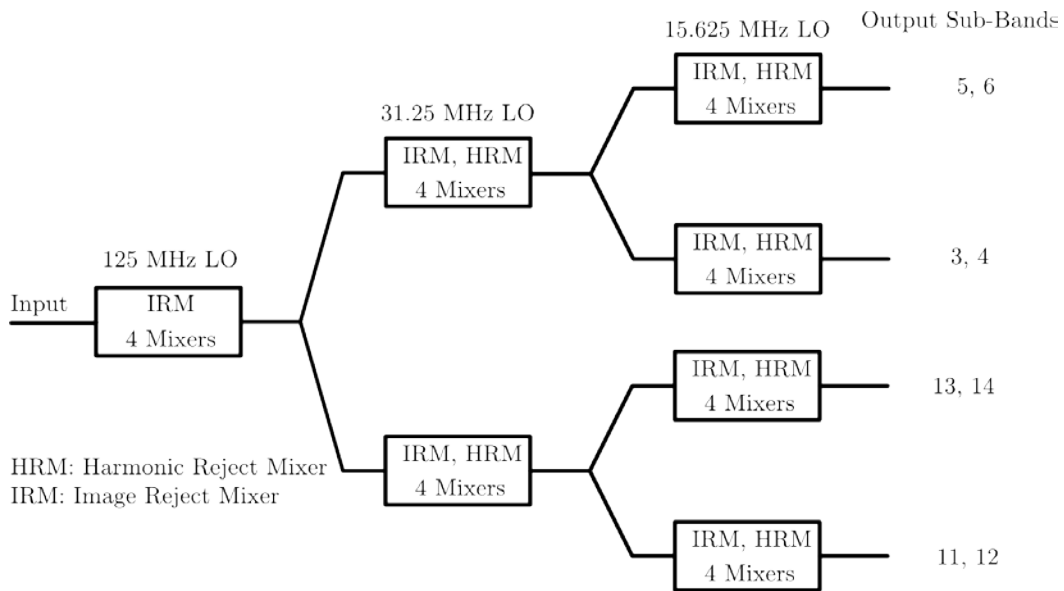 Output Sub-Bands
15.625 MHz LO
IRM, HRM
4 Mixers
5, 6
31.25 MHz LO
IRM, HRM
4 Mixers
IRM, HRM
4 Mixers
3, 4
125 MHz LO
Input
IRM
4 Mixers
IRM, HRM
4 Mixers
13, 14
IRM, HRM
4 Mixers
HRM: Harmonic Reject Mixer
IRM: Image Reject Mixer
IRM, HRM
4 Mixers
11, 12